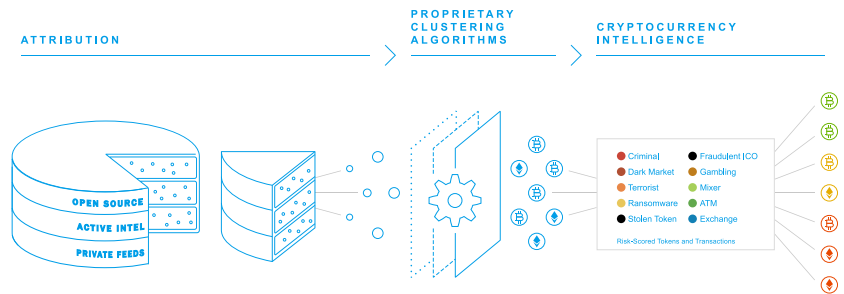 ATTRIBUTION
PROPRIETARY
CLUSTERING
ALGORITHMS
CRYPTOCURRENCY
INTELLIGENCE
OPEN SOURCE
ACTIVE INTEL
PRIVATE FEEDS
Criminal
Dark Market
Terrorist
Ransomware
Stolen Token
Fraudulent ICO
Gambling
Mixer
ATM
Exchange
Risk-Scored Tokens and Transactions